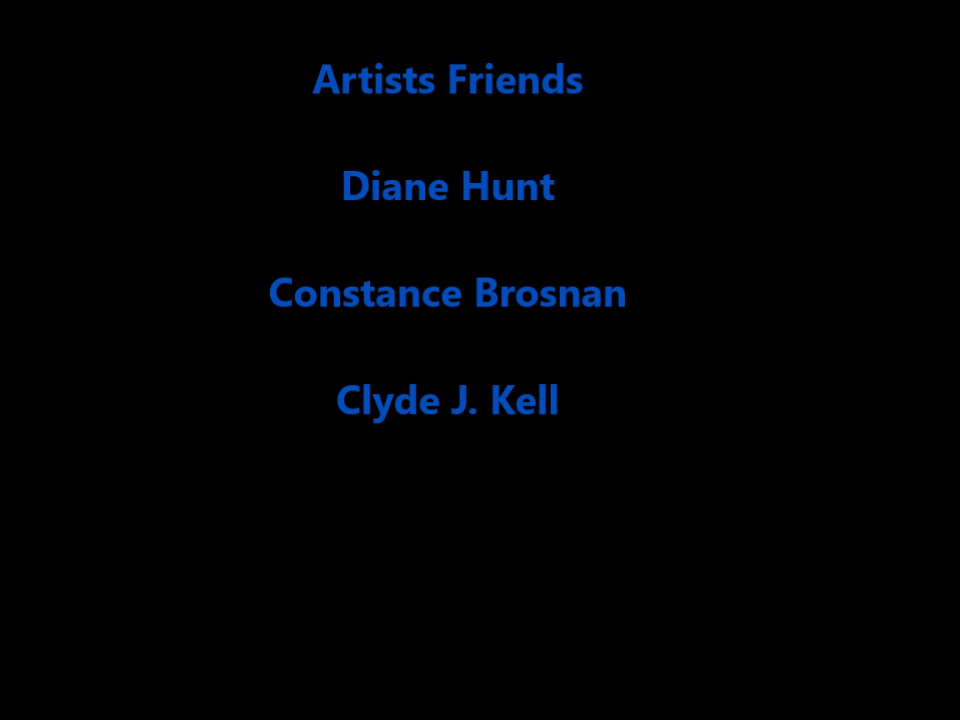 Artists Friends
Diane Hunt
Constance Brosnan
Clyde J. Kell